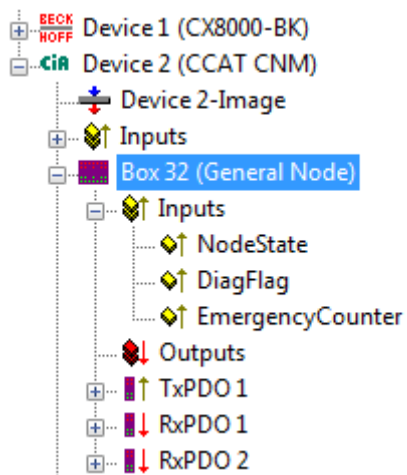 BECK HOFF Device 1 (CX8000-BK)
CiA Device 2 (CCAT CNM)
Device 2-Image
Inputs
Box 32 (General Node)
Inputs
NodeState
DiagFlag
EmergencyCounter
Outputs
TxPDO 1
RxPDO 1
RxPDO 2